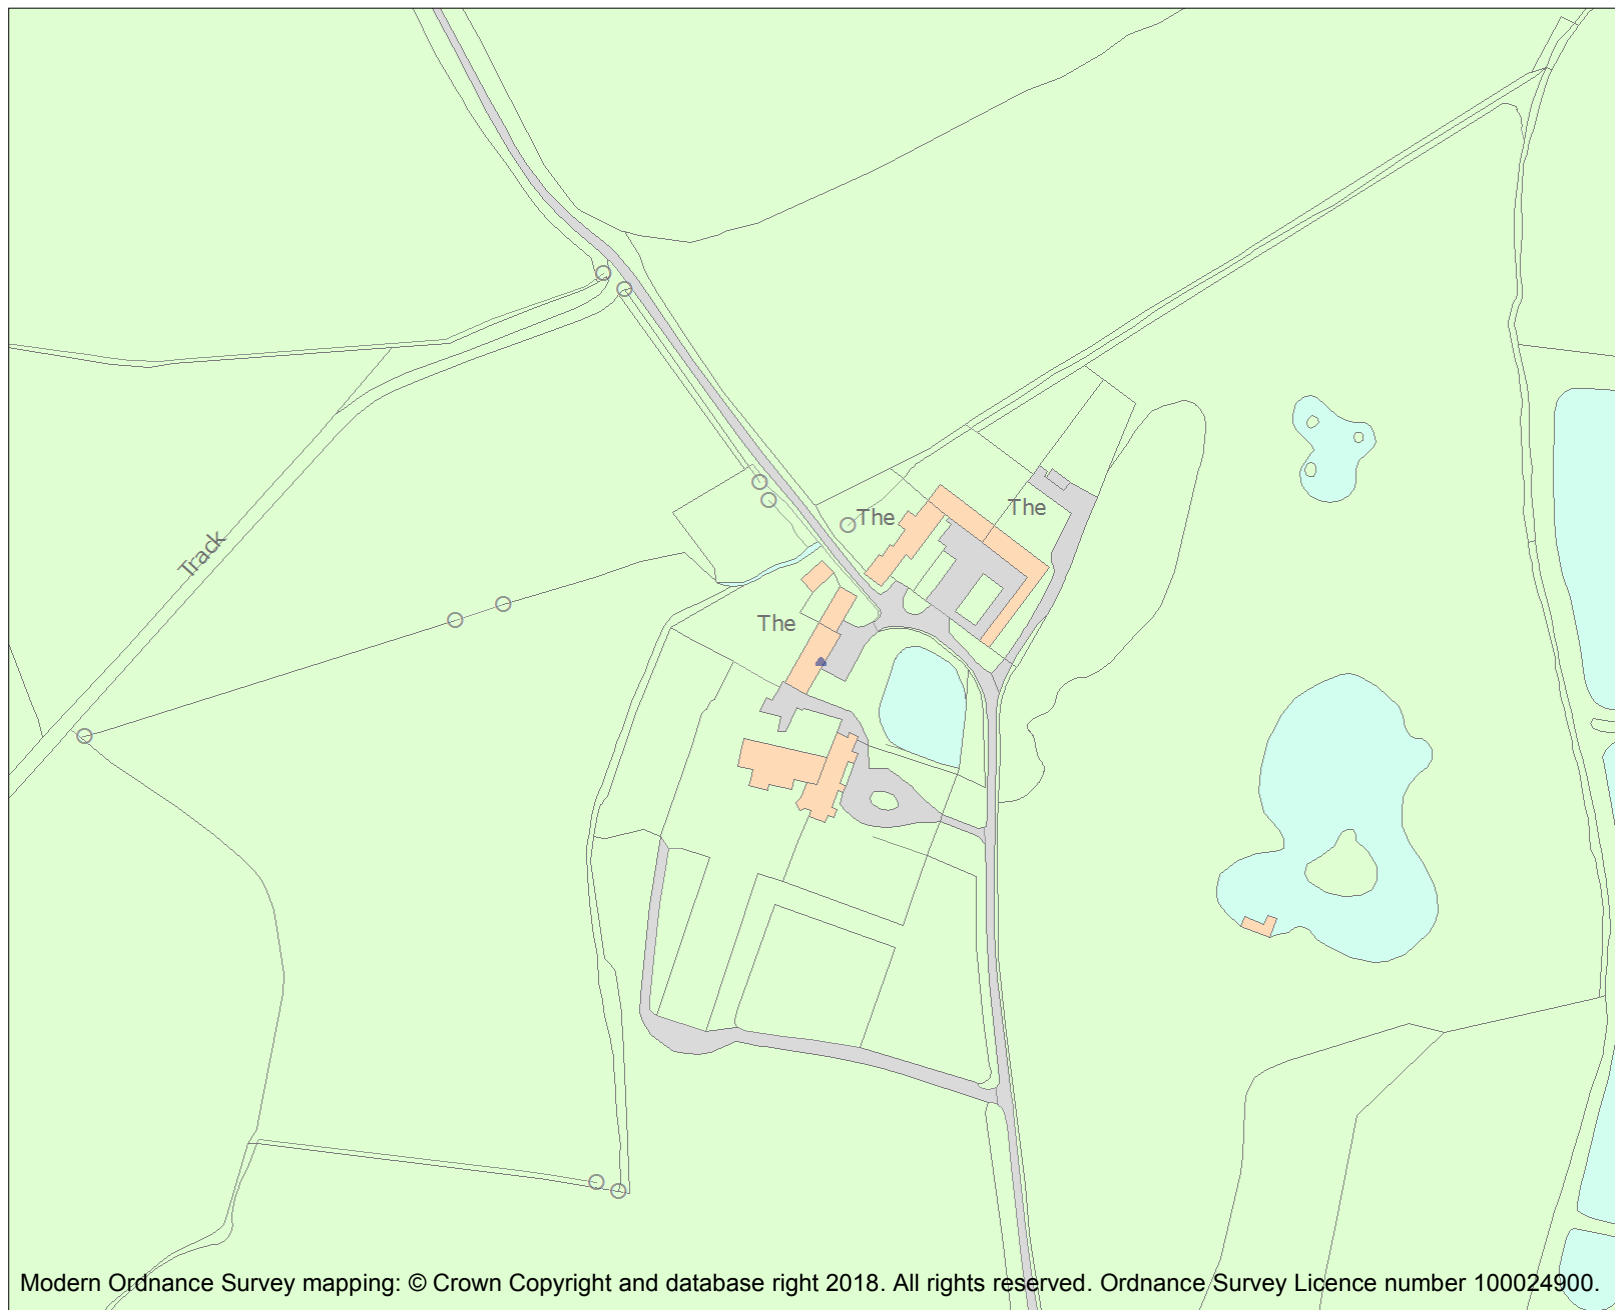 The
The
Track
The
Modern Ordnance Survey mapping: © Crown Copyright and database right 2018. All rights reserved. Ordnance Survey Licence number 100024900.